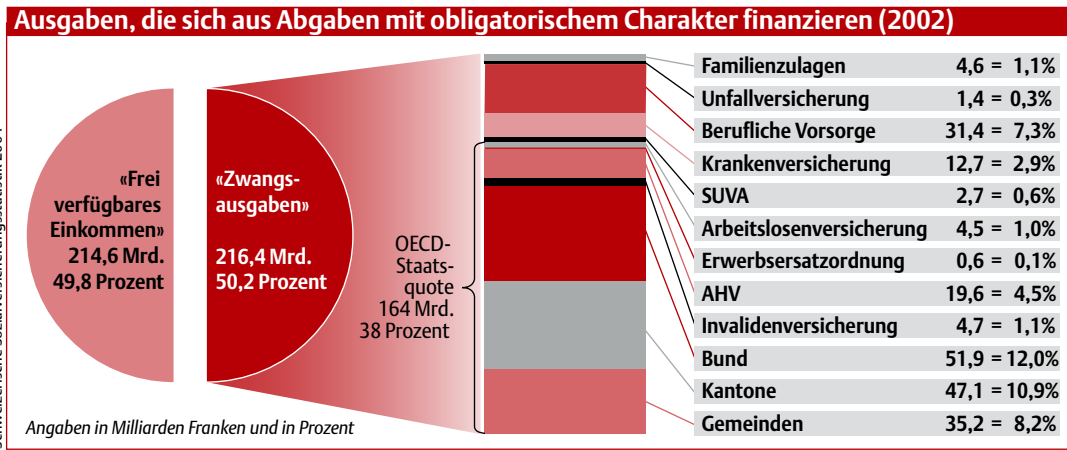 Ausgaben, die sich aus Abgaben mit obligatorischem Charakter finanzieren (2002)
«Frei
verfügbares
Einkommen»
214,6 Mrd.
49,8 Prozent
«Zwangs-
ausgaben»
216,4 Mrd.
50,2 Prozent
OECD-
Staats-
quote
164 Mrd.
38 Prozent
Familienzulagen 4,6 = 1,1%
Unfallversicherung 1,4 = 0,3%
Berufliche Vorsorge 31,4 = 7,3%
Krankenversicherung 12,7 = 2,9%
SUVA 2,7 = 0,6%
Arbeitslosenversicherung 4,5 = 1,0%
Erwerbsersatzordnung 0,6 = 0,1%
AHV 19,6 = 4,5%
Invalidenversicherung 4,7 = 1,1%
Bund 51,9 = 12,0%
Kantone 47,1 = 10,9%
Gemeinden 35,2 = 8,2%
Angaben in Milliarden Franken und in Prozent